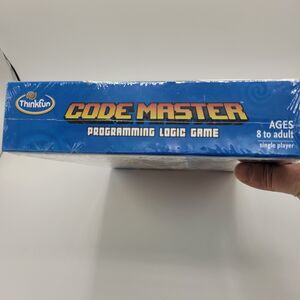 ThinkFun
CODE MASTER
PROGRAMMING LOGIC GAME
AGES
8 to adult
single player